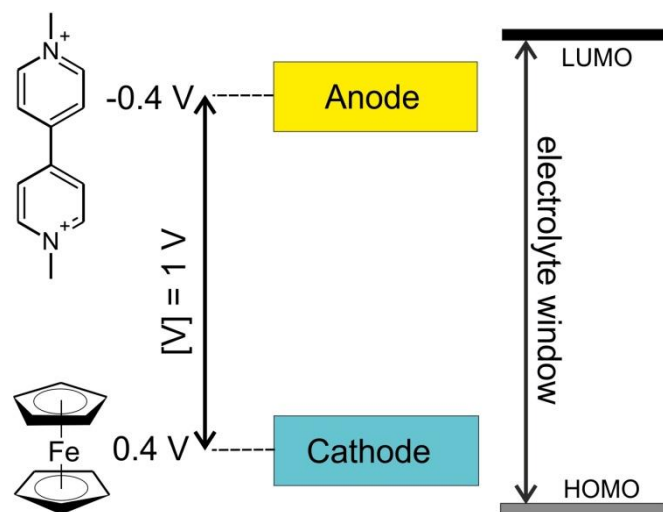 N
+
-0.4 V
Anode
LUMO
+
N
[V] = 1 V
electrolyte window
Fe
0.4 V
Cathode
HOMO